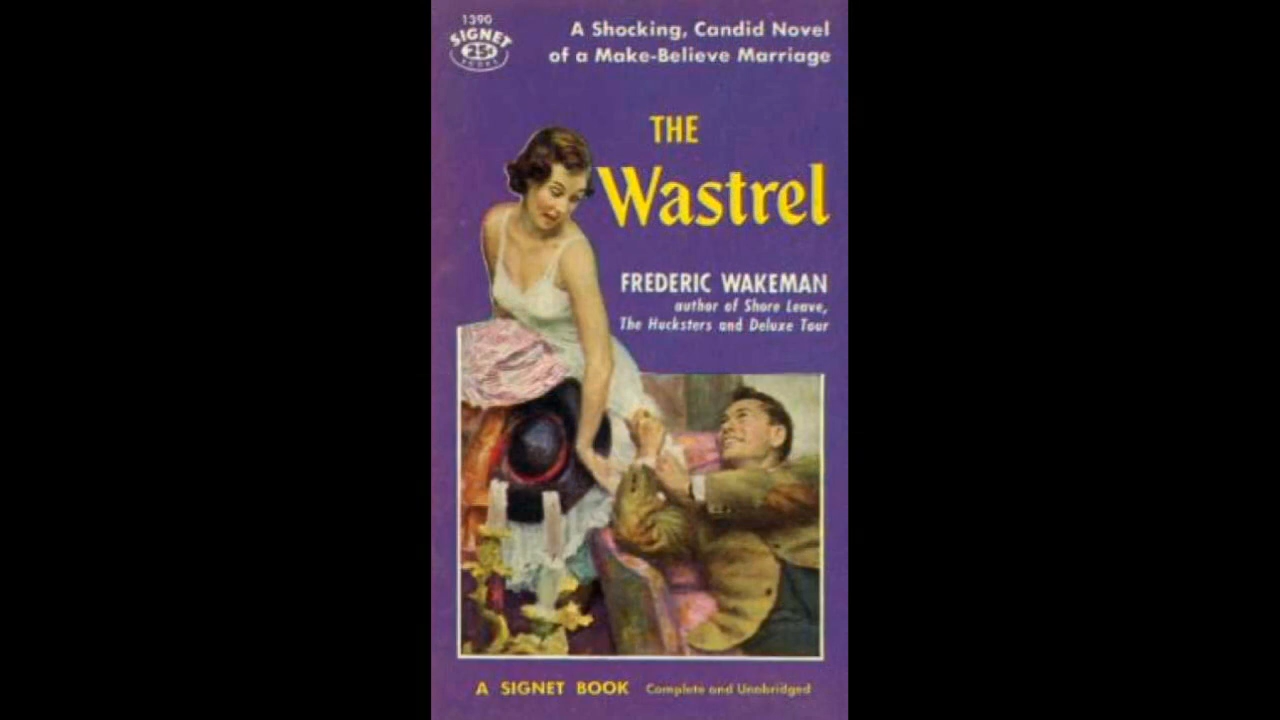 1390
SIGNET
25¢
BOOKS
A Shocking, Candid Novel
of a Make-Believe Marriage
THE
Wastrel
FREDERIC WAKEMAN
author of Shore Leave,
The Hucksters and Deluxe Tour
A SIGNET BOOK Complete and Unabridged